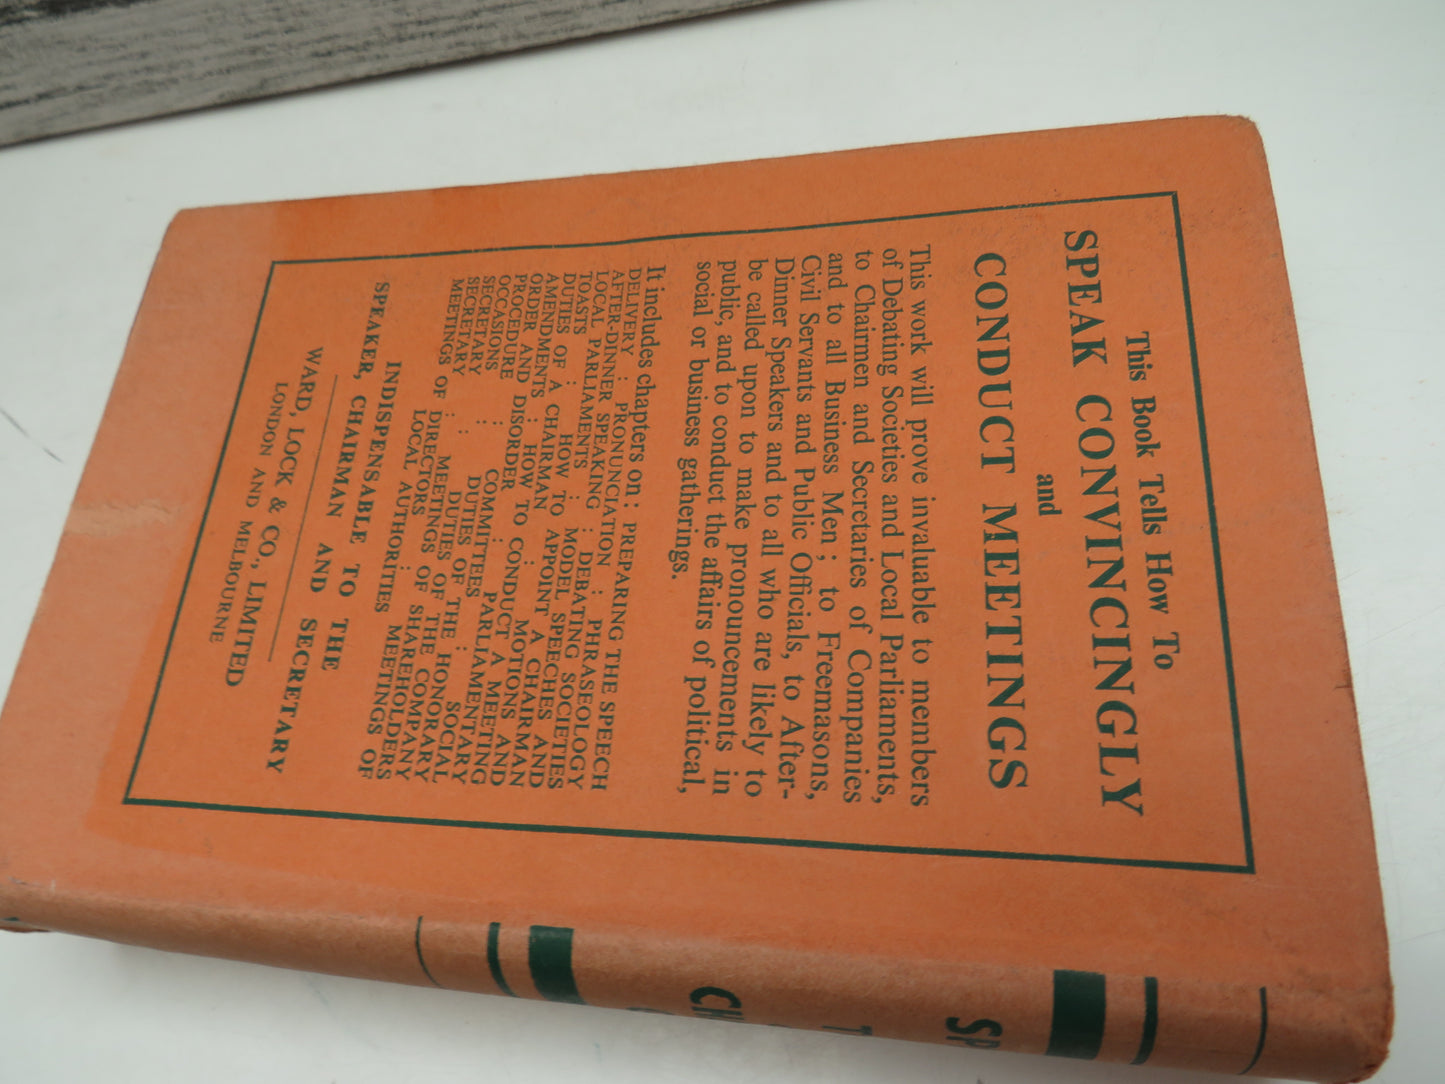 This Book Tells How To
SPEAK CONVINCINGLY
and
CONDUCT MEETINGS
This work will prove invaluable to members
of Debating Societies and Local Parliaments,
to Chairmen and Secretaries of Companies
and to all Business Men ; to Freemasons,
Civil Servants and Public Officials, to After-
Dinner Speakers and to all who are likely to
be called upon to make pronouncements in
public, and to conduct the affairs of political,
social or business gatherings.
It includes chapters on : PREPARING THE SPEECH
DELIVERY : PRONUNCIATION : PHRASEOLOGY
AFTER-DINNER SPEAKING : DEBATING SOCIETIES
LOCAL PARLIAMENTS : MODEL SPEECHES AND
TOASTS : HOW TO APPOINT A CHAIRMAN
DUTIES OF A CHAIRMAN : MOTIONS AND
AMENDMENTS : HOW TO CONDUCT A MEETING
ORDER AND DISORDER : PARLIAMENTARY
PROCEDURE : COMMITTEES : SOCIAL
OCCASIONS : DUTIES OF THE HONORARY
SECRETARY : DUTIES OF THE COMPANY
SECRETARY : MEETINGS OF SHAREHOLDERS
MEETINGS OF DIRECTORS : MEETINGS OF
LOCAL AUTHORITIES
INDISPENSABLE TO THE
SPEAKER, CHAIRMAN AND SECRETARY
WARD, LOCK & CO., LIMITED
LONDON AND MELBOURNE